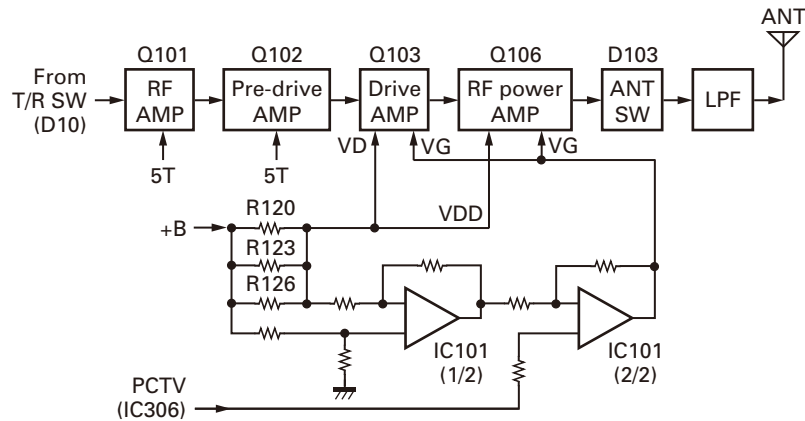 ANT
Q101
Q102
Q103
Q106
D103
From
T/R SW
(D10)
RF
AMP
Pre-drive
AMP
Drive
AMP
RF power
AMP
ANT
SW
LPF
VD
VG
VG
5T
5T
R120
+B
VDD
R123
R126
IC101
(1/2)
IC101
(2/2)
PCTV
(IC306)